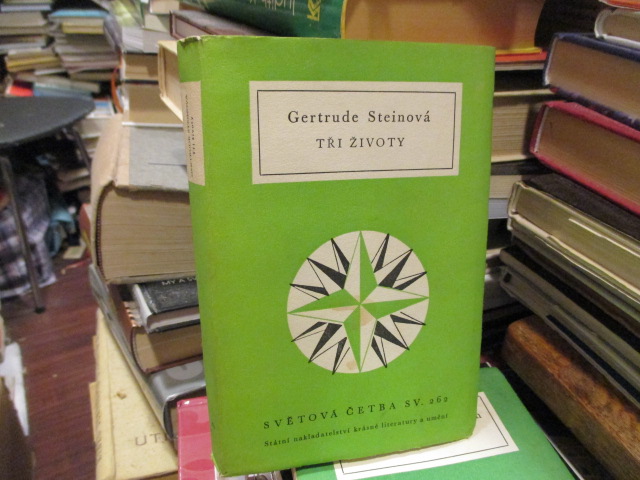 Gertrude Steinová
TŘI ŽIVOTY
SVĚTOVÁ ČETBA SV. 262
Státní nakladatelství krásné literatury a umění